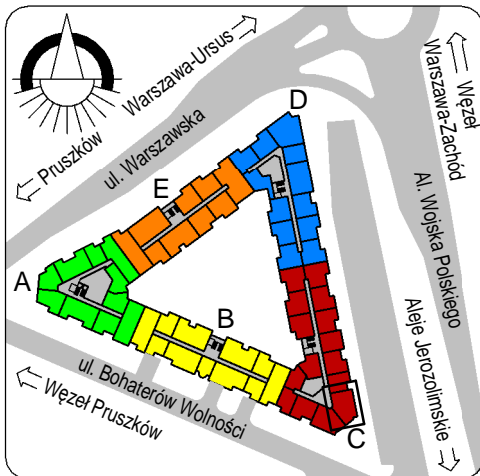 Warszawa-Ursus
Pruszków
ul. Warszawska
Węzeł
Warszawa-Zachód
Al. Wojska Polskiego
Aleje Jerozolimskie
D
E
A
B
C
ul. Bohaterów Wolności
Węzeł Pruszków